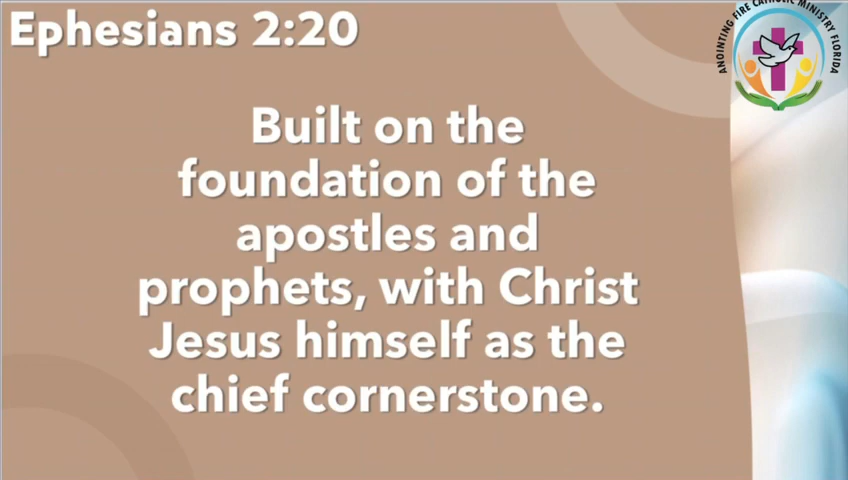 Ephesians 2:20
ANOINTING FIRE CATHOLIC MINISTRY FLORIDA
Built on the
foundation of the
apostles and
prophets, with Christ
Jesus himself as the
chief cornerstone.